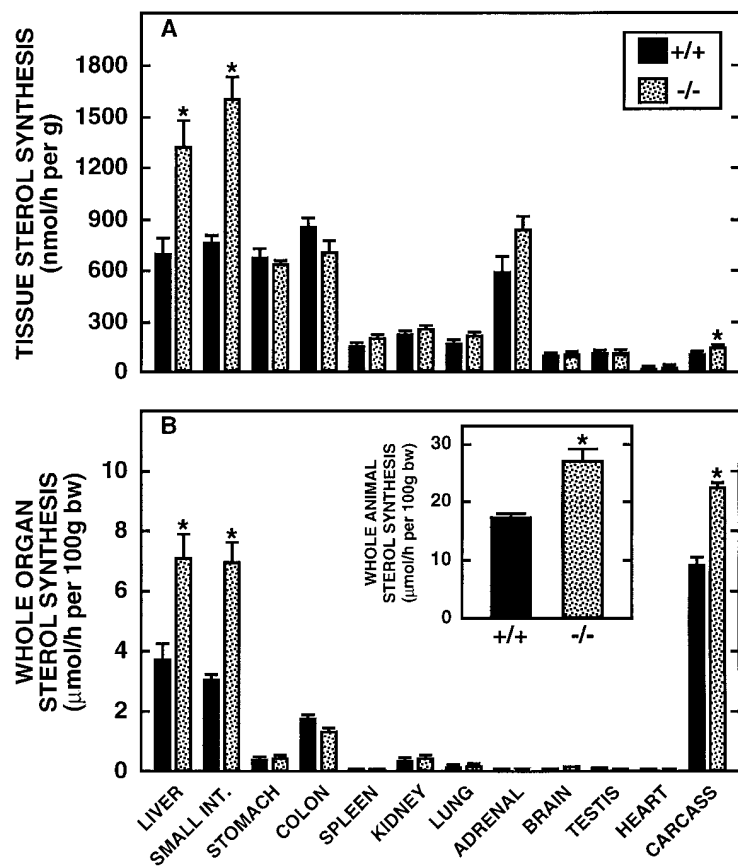 A
+/+
-/-
TISSUE STEROL SYNTHESIS
(nmol/h per g)
1800
1500
1200
900
600
300
0
* * *
B
WHOLE ORGAN
STEROL SYNTHESIS
(μmol/h per 100g bw)
10
8
6
4
2
0
* * *
WHOLE ANIMAL
STEROL SYNTHESIS
(μmol/h per 100g bw)
30
20
10
0
*
+/+ -/-
LIVER
SMALL INT.
STOMACH
COLON
SPLEEN
KIDNEY
LUNG
ADRENAL
BRAIN
TESTIS
HEART
CARCASS